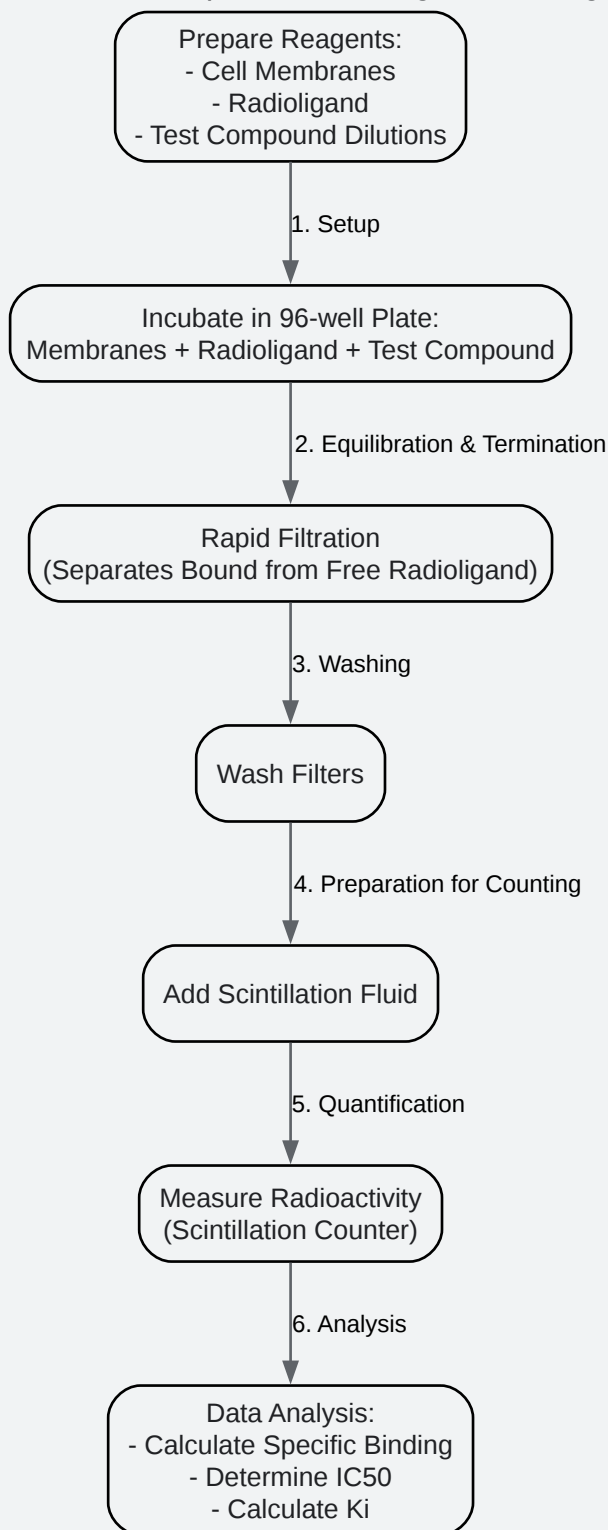 Prepare Reagents:
- Cell Membranes
- Radioligand
- Test Compound Dilutions
1. Setup
Incubate in 96-well Plate:
Membranes + Radioligand + Test Compound
2. Equilibration & Termination
Rapid Filtration
(Separates Bound from Free Radioligand)
3. Washing
Wash Filters
4. Preparation for Counting
Add Scintillation Fluid
5. Quantification
Measure Radioactivity
(Scintillation Counter)
6. Analysis
Data Analysis:
- Calculate Specific Binding
- Determine IC50
- Calculate Ki